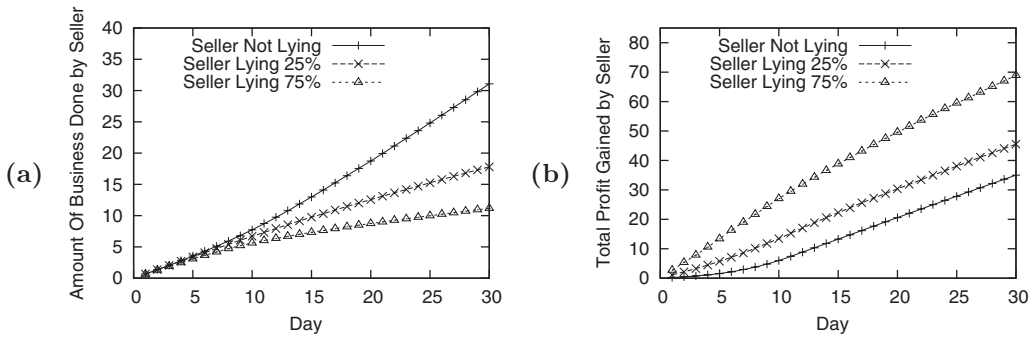 (a)
Amount Of Business Done by Seller
40
35
30
25
20
15
10
5
0
Seller Not Lying
Seller Lying 25%
Seller Lying 75%
0 5 10 15 20 25 30
Day
(b)
Total Profit Gained by Seller
80
70
60
50
40
30
20
10
0
Seller Not Lying
Seller Lying 25%
Seller Lying 75%
0 5 10 15 20 25 30
Day